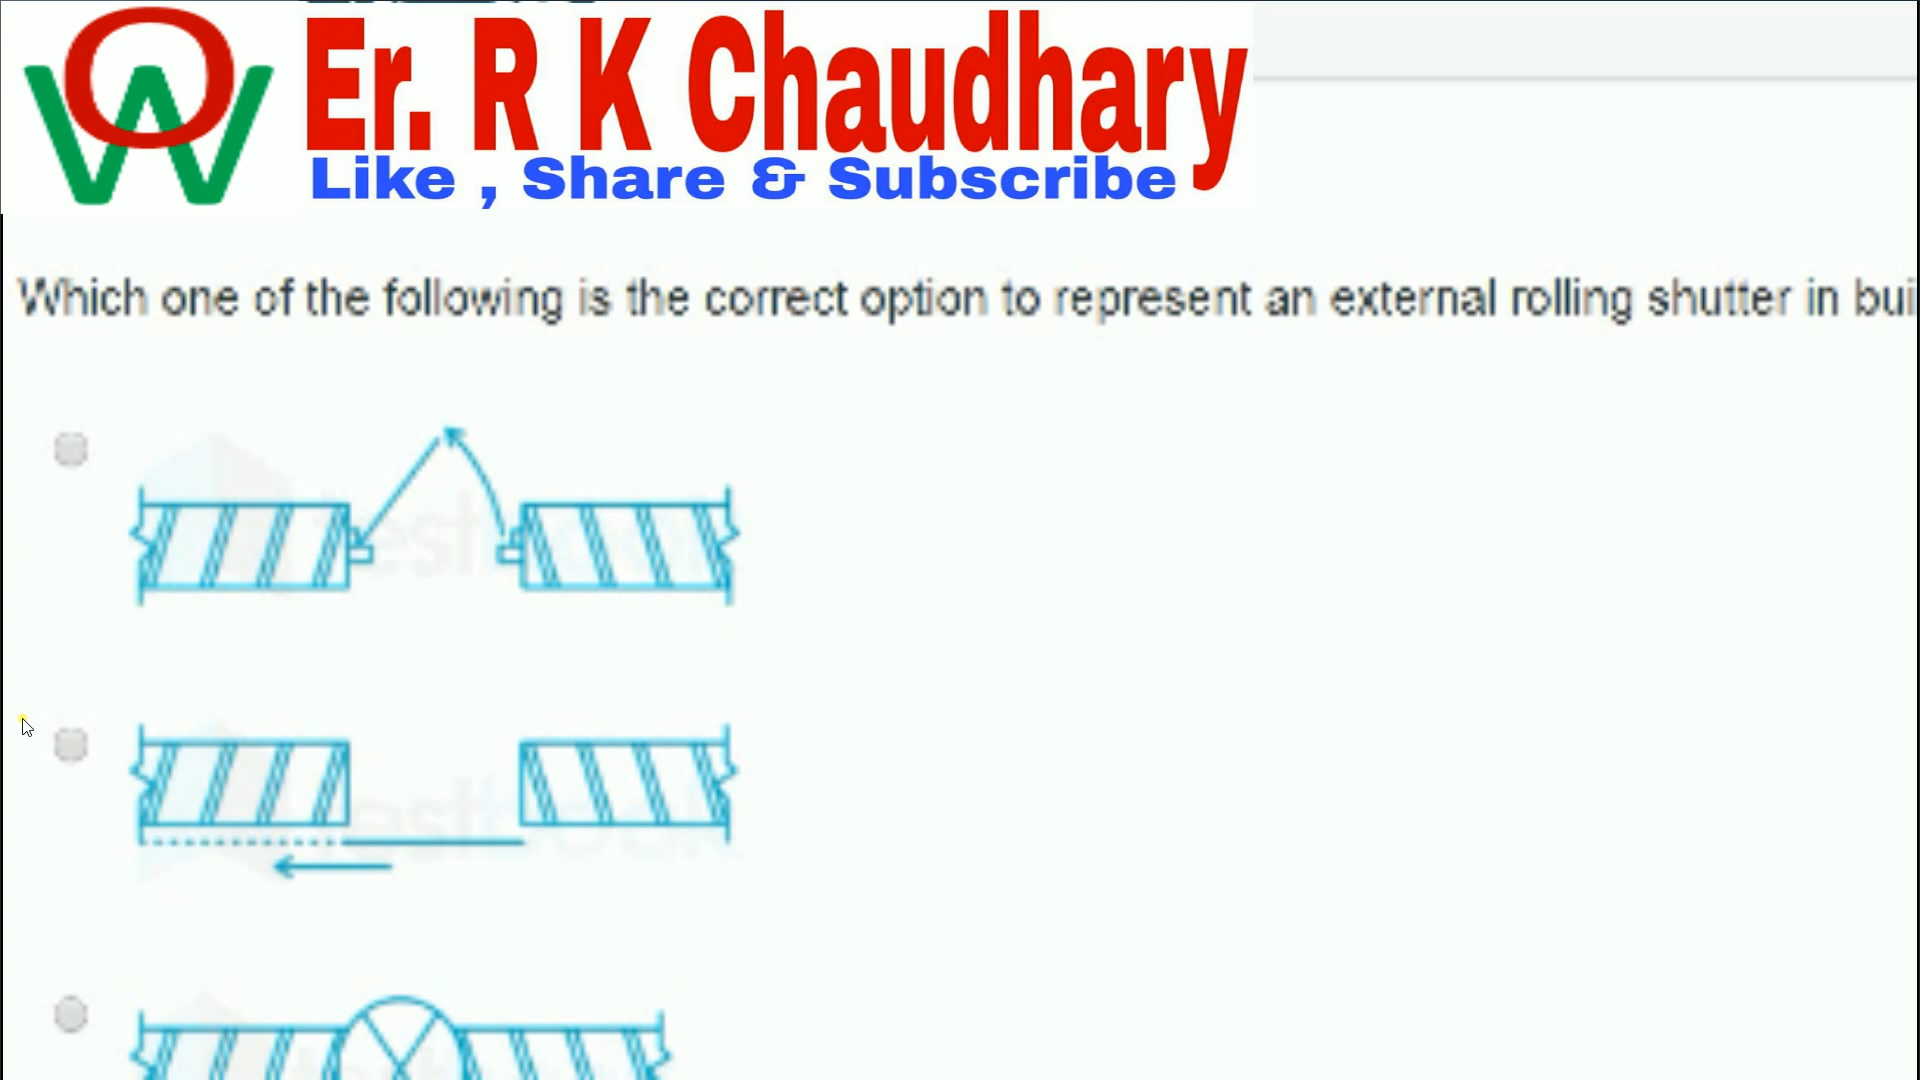 Er. R K Chaudhary
Like , Share & Subscribe
Which one of the following is the correct option to represent an external rolling shutter in bui
testbook